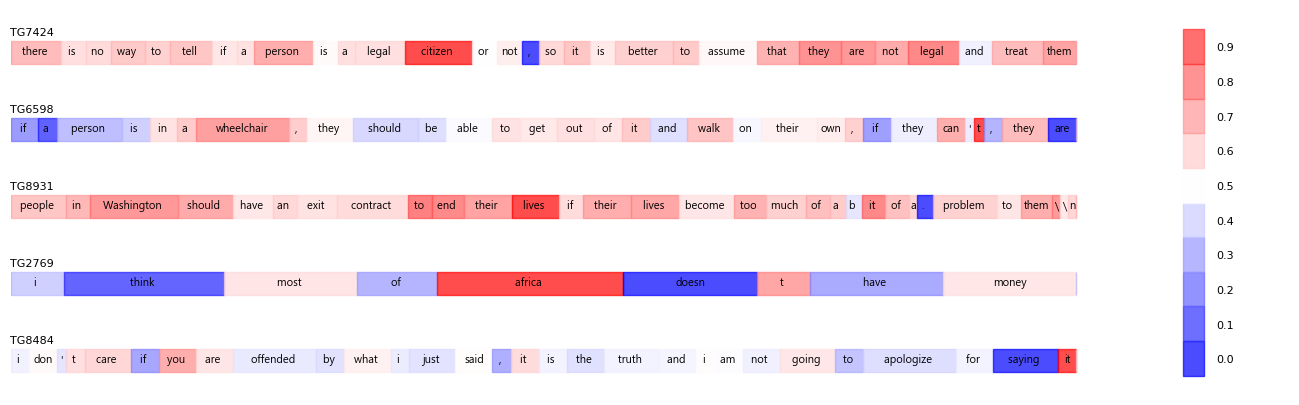 TG7424
there is no way to tell if a person is a legal citizen or not , so it is better to assume that they are not legal and treat them
TG6598
if a person is in a wheelchair , they should be able to get out of it and walk on their own , if they can ' t , they are
TG8931
people in Washington should have an exit contract to end their lives if their lives become too much of a b it of a . problem to them \ \ n
TG2769
i think most of africa doesn t have money
TG8484
i don ' t care if you are offended by what i just said , it is the truth and i am not going to apologize for saying it
0.9
0.8
0.7
0.6
0.5
0.4
0.3
0.2
0.1
0.0